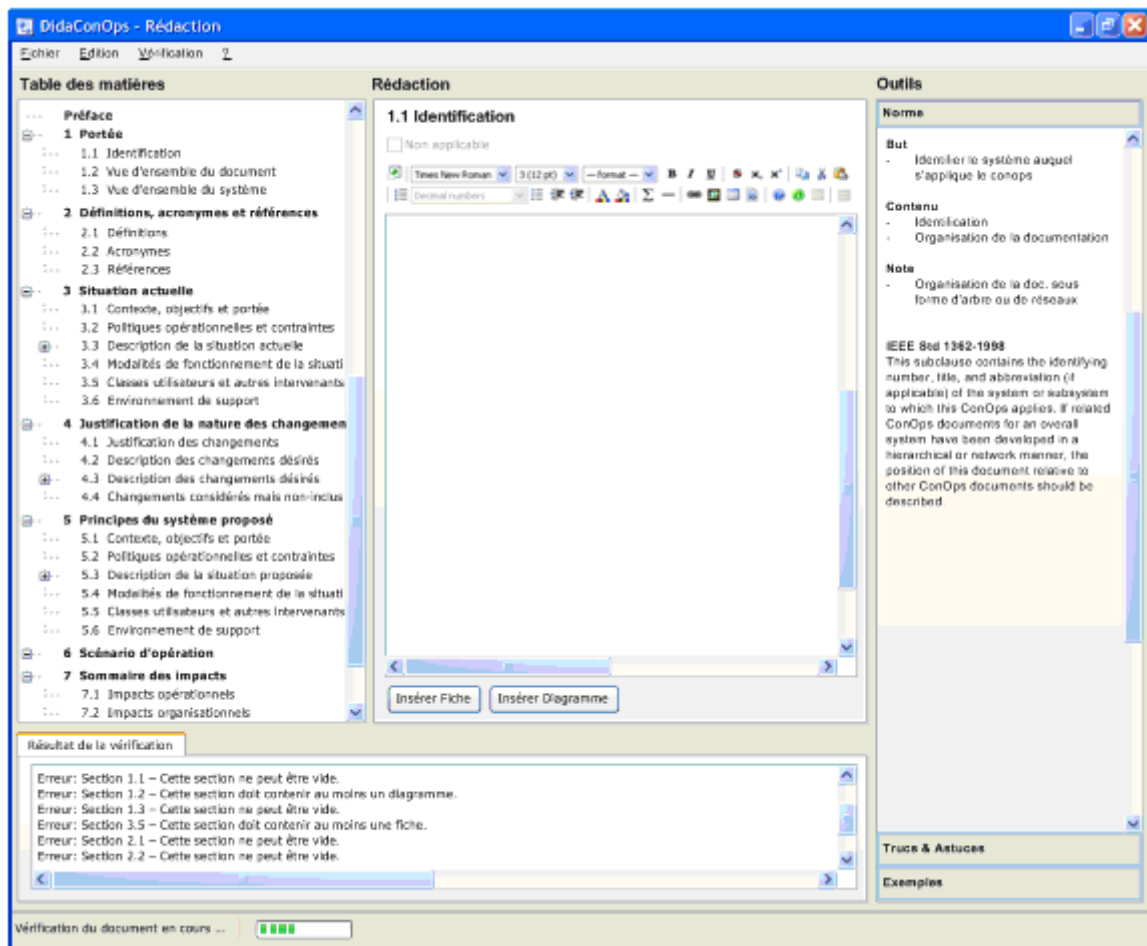 DidaConOps - Rédaction
Fichier Edition Vérification ?
Table des matières
Préface
1 Portée
1.1 Identification
1.2 Vue d'ensemble du document
1.3 Vue d'ensemble du système
2 Définitions, acronymes et références
2.1 Définitions
2.2 Acronymes
2.3 Références
3 Situation actuelle
3.1 Contexte, objectifs et portée
3.2 Politiques opérationnelles et contraintes
3.3 Description de la situation actuelle
3.4 Modalités de fonctionnement de la situati
3.5 Classes utilisateurs et autres intervenants
3.6 Environnement de support
4 Justification de la nature des changemen
4.1 Justification des changements
4.2 Description des changements désirés
4.3 Description des changements désirés
4.4 Changements considérés mais non-inclus
5 Principes du système proposé
5.1 Contexte, objectifs et portée
5.2 Politiques opérationnelles et contraintes
5.3 Description de la situation proposée
5.4 Modalités de fonctionnement de la situati
5.5 Classes utilisateurs et autres intervenants
5.6 Environnement de support
6 Scénario d'opération
7 Sommaire des impacts
7.1 Impacts opérationnels
7.2 Impacts organisationnels
Rédaction
1.1 Identification
Non applicable
Times New Roman 3 (12 pt) — format — B I U S x, x'
Decimal numbers
Insérer Fiche Insérer Diagramme
Outils
Norme
But
- Identifier le système auquel
s'applique le conops
Contenu
- Identification
- Organisation de la documentation
Note
- Organisation de la doc. sous
forme d'arbre ou de réseaux
IEEE Std 1362-1998
This subclause contains the identifying
number, title, and abbreviation (if
applicable) of the system or subsystem
to which this ConOps applies. If related
ConOps documents for an overall
system have been developed in a
hierarchical or network manner, the
position of this document relative to
other ConOps documents should be
described.
Trucs & Astuces
Exemples
Résultat de la vérification
Erreur: Section 1.1 – Cette section ne peut être vide.
Erreur: Section 1.2 – Cette section doit contenir au moins un diagramme.
Erreur: Section 1.3 – Cette section ne peut être vide.
Erreur: Section 3.5 – Cette section doit contenir au moins une fiche.
Erreur: Section 2.1 – Cette section ne peut être vide.
Erreur: Section 2.2 – Cette section ne peut être vide.
Vérification du document en cours ...